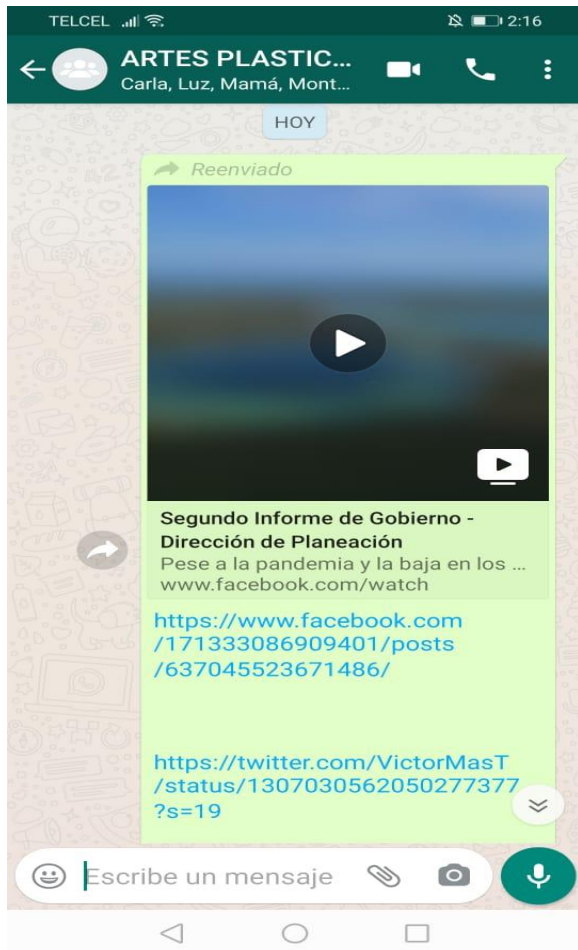 TELCEL 2:16
ARTES PLASTIC...
Carla, Luz, Mamá, Mont...
HOY
Reenviado
Segundo Informe de Gobierno -
Dirección de Planeación
Pese a la pandemia y la baja en los ...
www.facebook.com/watch
https://www.facebook.com
/171333086909401/posts
/637045523671486/
https://twitter.com/VictorMasT
/status/1307030562050277377
?s=19
Escribe un mensaje